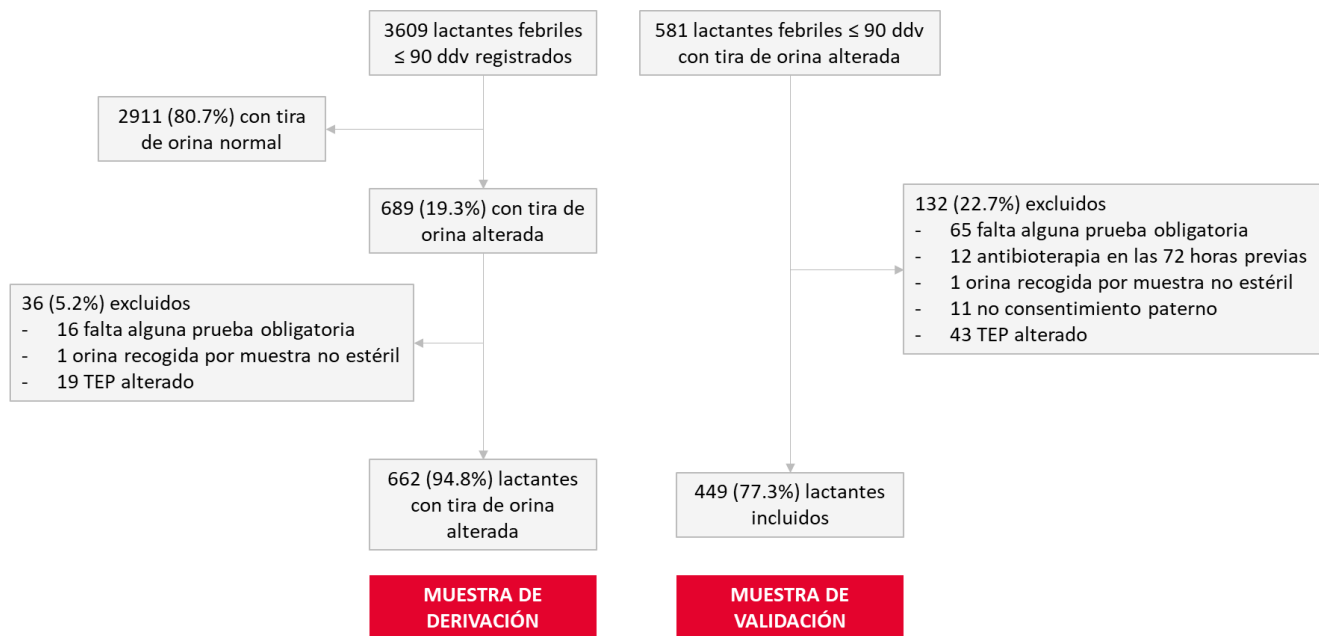 3609 lactantes febriles
≤ 90 ddv registrados
2911 (80.7%) con tira
de orina normal
689 (19.3%) con tira de
orina alterada
36 (5.2%) excluidos
- 16 falta alguna prueba obligatoria
- 1 orina recogida por muestra no estéril
- 19 TEP alterado
662 (94.8%) lactantes
con tira de orina
alterada
MUESTRA DE
DERIVACIÓN
581 lactantes febriles ≤ 90 ddv
con tira de orina alterada
132 (22.7%) excluidos
- 65 falta alguna prueba obligatoria
- 12 antibioterapia en las 72 horas previas
- 1 orina recogida por muestra no estéril
- 11 no consentimiento paterno
- 43 TEP alterado
449 (77.3%) lactantes
incluidos
MUESTRA DE
VALIDACIÓN